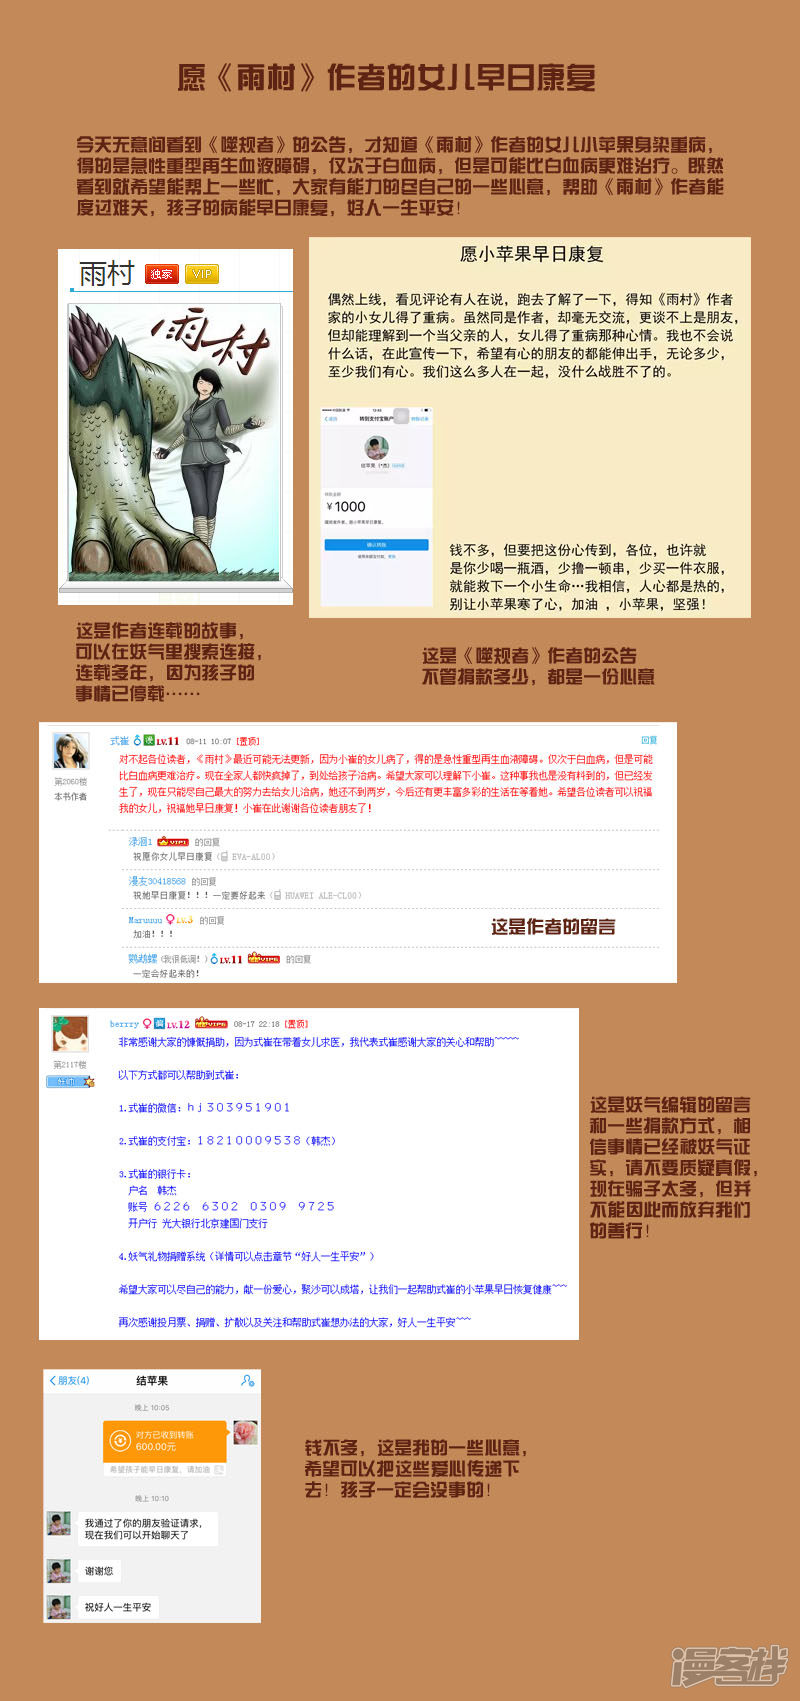 愿《雨村》作者的女儿早日康复
今天无意间看到《噬规者》的公告，才知道《雨村》作者的女儿小苹果身染重病，
得的是急性重型再生血液障碍，仅次于白血病，但是可能比白血病更难治疗。既然
看到就希望能帮上一些忙，大家有能力的尽自己的一些心意，帮助《雨村》作者能
度过难关，孩子的病能早日康复，好人一生平安！
雨村 独家 VIP
雨村
愿小苹果早日康复
偶然上线，看见评论有人在说，跑去了解了一下，得知《雨村》作者
家的小女儿得了重病。虽然同是作者，却毫无交流，更谈不上是朋友，
但却能理解到一个当父亲的人，女儿得了重病那种心情。我也不会说
什么话，在此宣传一下，希望有心的朋友的都能伸出手，无论多少，
至少我们有心。我们这么多人在一起，没什么战胜不了的。
转到支付宝账户
结苹果（*杰）
¥1000
确认转账
钱不多，但要把这份心传到，各位，也许就
是你少喝一瓶酒，少撸一顿串，少买一件衣服，
就能救下一个小生命…我相信，人心都是热的，
别让小苹果寒了心，加油 ，小苹果，坚强！
这是作者连载的故事，
可以在妖气里搜索连接，
连载多年，因为孩子的
事情已停载……
这是《噬规者》作者的公告
不管捐款多少，都是一份心意
式崔 漫 LV.11 08-11 10:07 [置顶] 回复
第2060楼
本书作者
对不起各位读者，《雨村》最近可能无法更新，因为小崔的女儿病了，得的是急性重型再生血液障碍。仅次于白血病，但是可能
比白血病更难治疗。现在全家人都快疯掉了，到处给孩子治病。希望大家可以理解下小崔。这种事我也是没有料到的，但已经发
生了，现在只能尽自己最大的努力去给女儿治病，她还不到两岁，今后还有更丰富多彩的生活在等着她。希望各位读者可以祝福
我的女儿，祝福她早日康复！小崔在此谢谢各位读者朋友了！
渌洄1 VIP1 的回复
祝愿你女儿早日康复（ EVA-AL00）
漫友30418568 的回复
祝她早日康复！！！一定要好起来（ HUAWEI ALE-CL00）
Maruuuu LV.3 的回复
加油！！！
鹦鹉螺（我很低调！） LV.11 的回复
一定会好起来的！
这是作者的留言
berrry LV.12 08-17 22:18 [置顶]
第2117楼
非常感谢大家的慷慨捐助，因为式崔在带着女儿求医，我代表式崔感谢大家的关心和帮助~~~~~
以下方式都可以帮助到式崔：
1.式崔的微信：hj303951901
2.式崔的支付宝：18210009538（韩杰）
3.式崔的银行卡：
户名 韩杰
账号 6226 6302 0309 9725
开户行 光大银行北京建国门支行
4.妖气礼物捐赠系统（详情可以点击章节“好人一生平安”）
希望大家可以尽自己的能力，献一份爱心，聚沙可以成塔，让我们一起帮助式崔的小苹果早日恢复健康~~~
再次感谢投月票、捐赠、扩散以及关注和帮助式崔想办法的大家，好人一生平安~~~
这是妖气编辑的留言
和一些捐款方式，相
信事情已经被妖气证
实，请不要质疑真假，
现在骗子太多，但并
不能因此而放弃我们
的善行！
朋友(4) 结苹果
晚上 10:05
对方已收到转账
600.00元
希望孩子能早日康复，请加油
晚上 10:10
我通过了你的朋友验证请求，
现在我们可以开始聊天了
谢谢您
祝好人一生平安
钱不多，这是我的一些心意，
希望可以把这些爱心传递下
去！孩子一定会没事的！
漫客栈